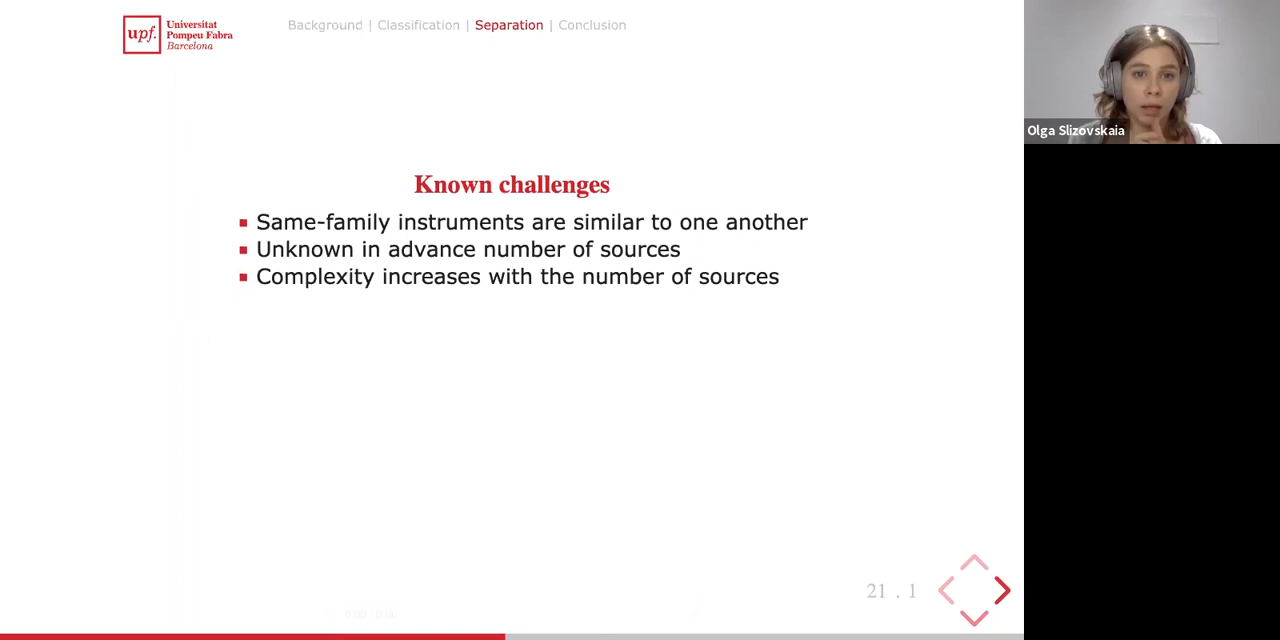 upf. Universitat
Pompeu Fabra
Barcelona
Background | Classification | Separation | Conclusion
Olga Slizovskaia
Known challenges
Same-family instruments are similar to one another
Unknown in advance number of sources
Complexity increases with the number of sources
21 . 1